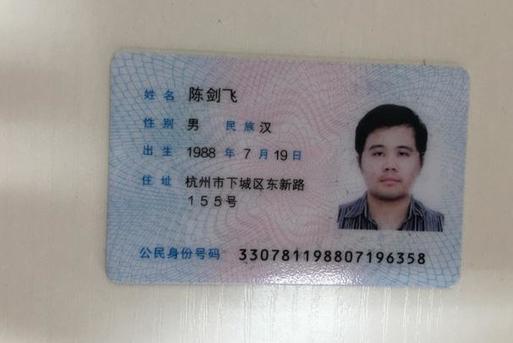 姓名 陈剑飞
性别 男 民族 汉
出生 1988 年 7 月 19 日
住址 杭州市下城区东新路
155号
公民身份号码 330781198807196358